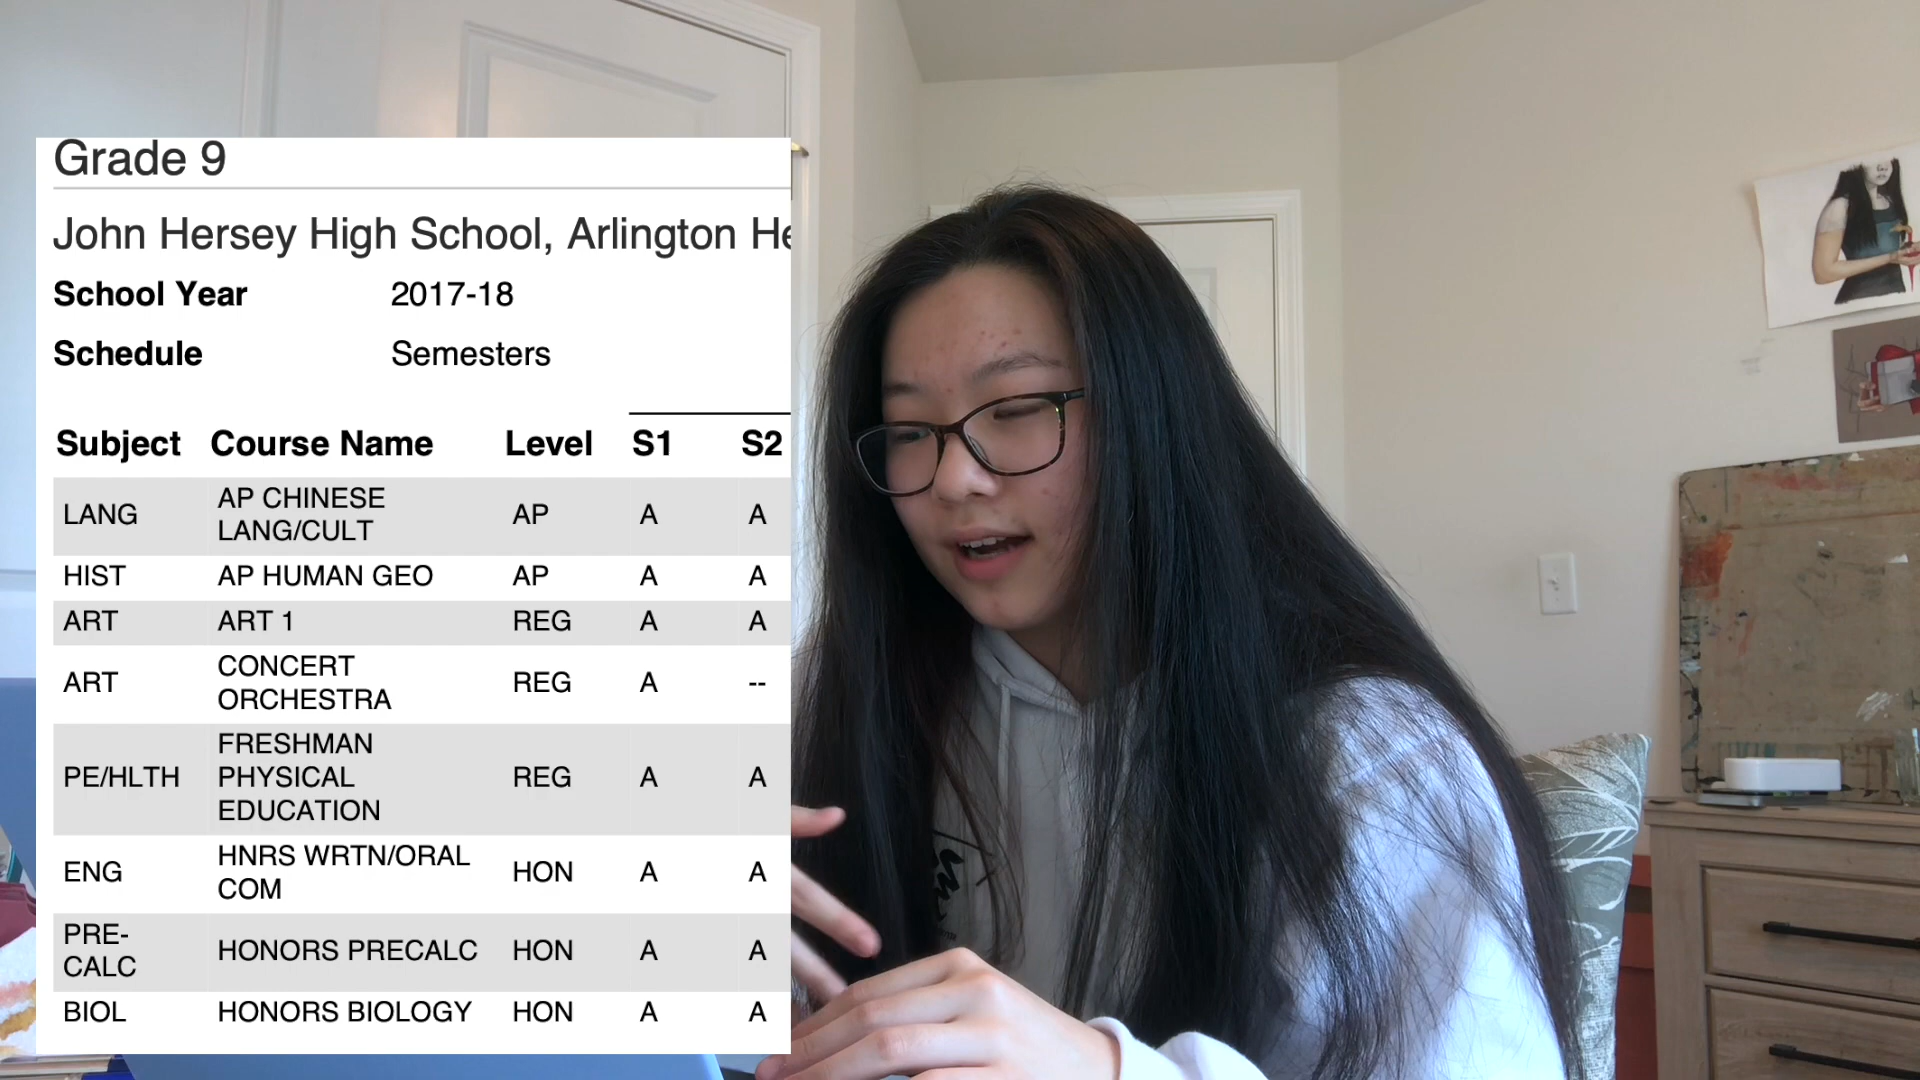 Grade 9
John Hersey High School, Arlington He
School Year 2017-18
Schedule Semesters
Subject Course Name Level S1 S2
LANG AP CHINESE LANG/CULT AP A A
HIST AP HUMAN GEO AP A A
ART ART 1 REG A A
ART CONCERT ORCHESTRA REG A --
PE/HLTH FRESHMAN PHYSICAL EDUCATION REG A A
ENG HNRS WRTN/ORAL COM HON A A
PRE-CALC HONORS PRECALC HON A A
BIOL HONORS BIOLOGY HON A A